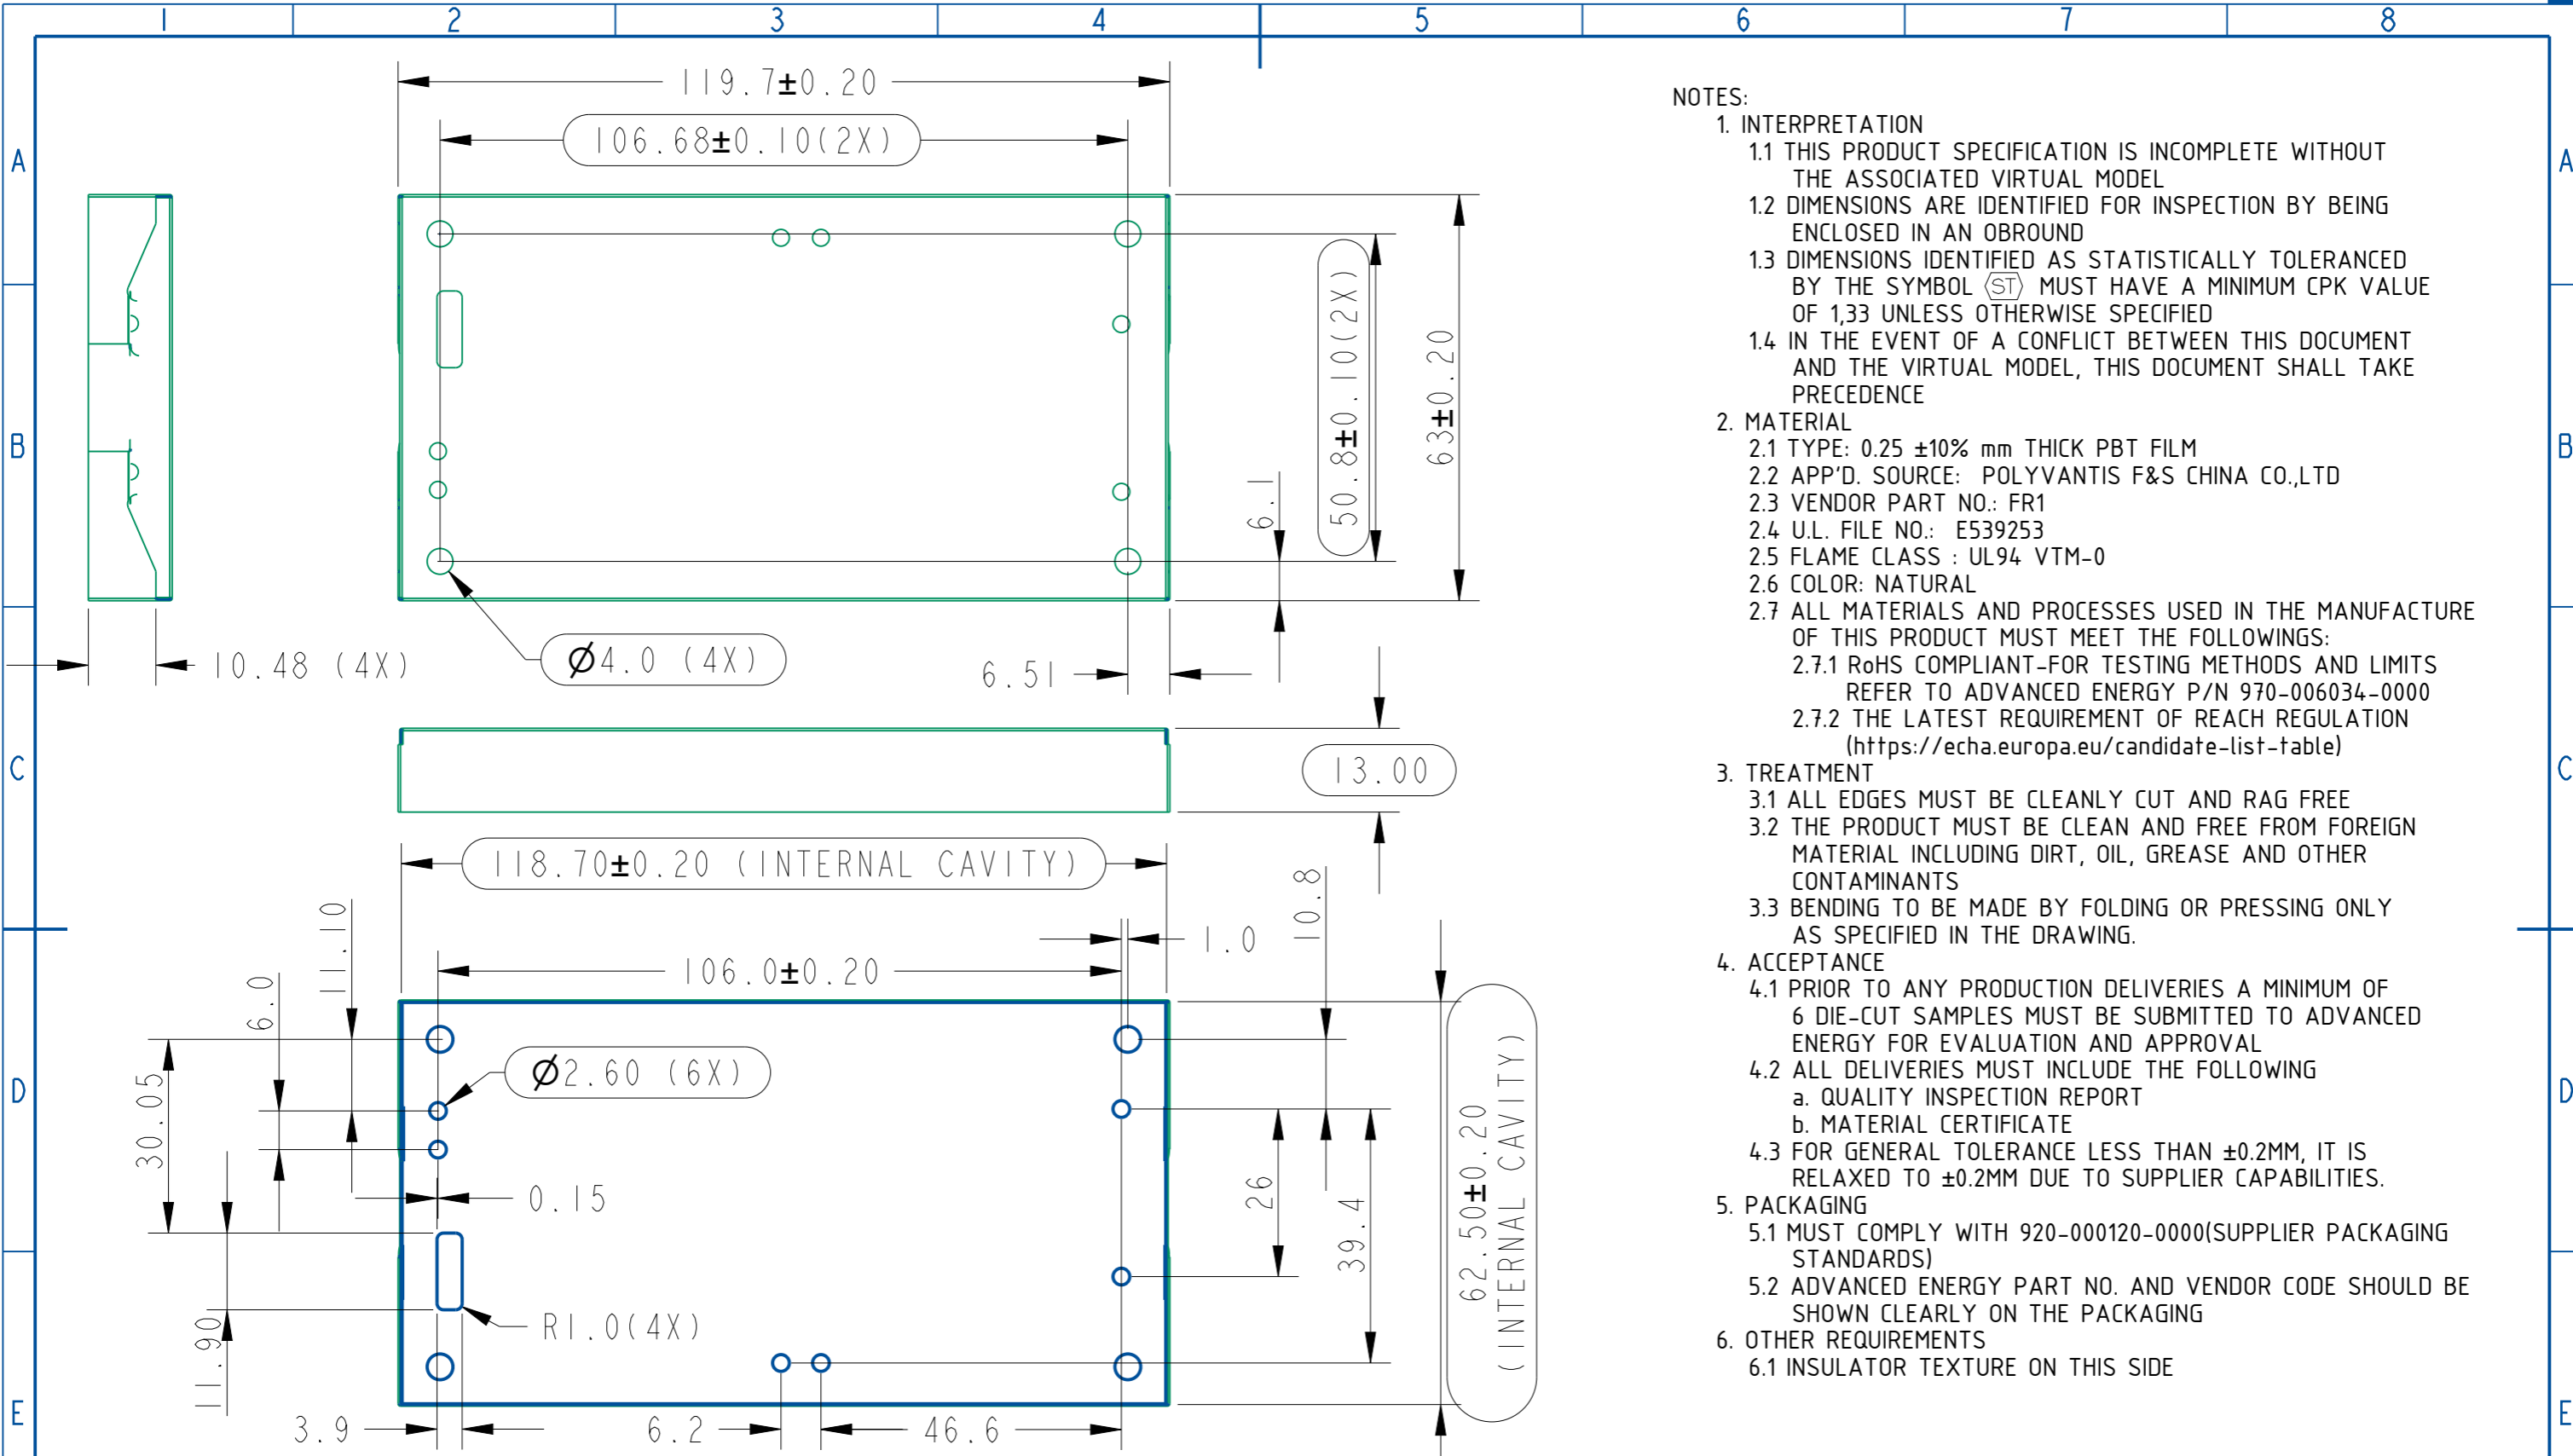 1 2 3 4 5 6 7 8
A A
B B
C C
D D
E E
119.7±0.20
106.68±0.10(2X)
50.8±0.10(2X)
63±0.20
6.1
10.48 (4X)
Ø4.0 (4X)
6.51
13.00
118.70±0.20 (INTERNAL CAVITY)
11.10
10.8
1.0
106.0±0.20
6.0
Ø2.60 (6X)
30.05
0.15
26
39.4
62.50±0.20
(INTERNAL CAVITY)
11.90
R1.0(4X)
3.9
6.2
46.6
NOTES:
1. INTERPRETATION
1.1 THIS PRODUCT SPECIFICATION IS INCOMPLETE WITHOUT
THE ASSOCIATED VIRTUAL MODEL
1.2 DIMENSIONS ARE IDENTIFIED FOR INSPECTION BY BEING
ENCLOSED IN AN OBROUND
1.3 DIMENSIONS IDENTIFIED AS STATISTICALLY TOLERANCED
BY THE SYMBOL ST MUST HAVE A MINIMUM CPK VALUE
OF 1,33 UNLESS OTHERWISE SPECIFIED
1.4 IN THE EVENT OF A CONFLICT BETWEEN THIS DOCUMENT
AND THE VIRTUAL MODEL, THIS DOCUMENT SHALL TAKE
PRECEDENCE
2. MATERIAL
2.1 TYPE: 0.25 ±10% mm THICK PBT FILM
2.2 APP'D. SOURCE: POLYVANTIS F&S CHINA CO.,LTD
2.3 VENDOR PART NO.: FR1
2.4 U.L. FILE NO.: E539253
2.5 FLAME CLASS : UL94 VTM-0
2.6 COLOR: NATURAL
2.7 ALL MATERIALS AND PROCESSES USED IN THE MANUFACTURE
OF THIS PRODUCT MUST MEET THE FOLLOWINGS:
2.7.1 RoHS COMPLIANT-FOR TESTING METHODS AND LIMITS
REFER TO ADVANCED ENERGY P/N 970-006034-0000
2.7.2 THE LATEST REQUIREMENT OF REACH REGULATION
(https://echa.europa.eu/candidate-list-table)
3. TREATMENT
3.1 ALL EDGES MUST BE CLEANLY CUT AND RAG FREE
3.2 THE PRODUCT MUST BE CLEAN AND FREE FROM FOREIGN
MATERIAL INCLUDING DIRT, OIL, GREASE AND OTHER
CONTAMINANTS
3.3 BENDING TO BE MADE BY FOLDING OR PRESSING ONLY
AS SPECIFIED IN THE DRAWING.
4. ACCEPTANCE
4.1 PRIOR TO ANY PRODUCTION DELIVERIES A MINIMUM OF
6 DIE-CUT SAMPLES MUST BE SUBMITTED TO ADVANCED
ENERGY FOR EVALUATION AND APPROVAL
4.2 ALL DELIVERIES MUST INCLUDE THE FOLLOWING
a. QUALITY INSPECTION REPORT
b. MATERIAL CERTIFICATE
4.3 FOR GENERAL TOLERANCE LESS THAN ±0.2MM, IT IS
RELAXED TO ±0.2MM DUE TO SUPPLIER CAPABILITIES.
5. PACKAGING
5.1 MUST COMPLY WITH 920-000120-0000(SUPPLIER PACKAGING
STANDARDS)
5.2 ADVANCED ENERGY PART NO. AND VENDOR CODE SHOULD BE
SHOWN CLEARLY ON THE PACKAGING
6. OTHER REQUIREMENTS
6.1 INSULATOR TEXTURE ON THIS SIDE